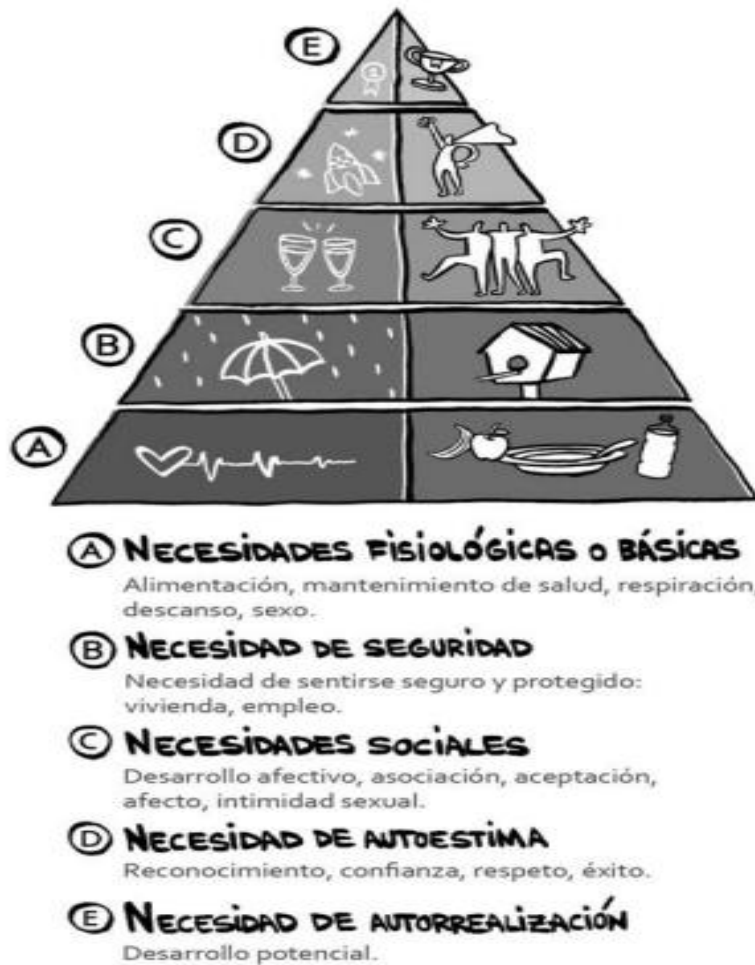 E
D
C
B
A
A NECESIDADES FISIOLÓGICAS O BÁSICAS
Alimentación, mantenimiento de salud, respiración,
descanso, sexo.
B NECESIDAD DE SEGURIDAD
Necesidad de sentirse seguro y protegido:
vivienda, empleo.
C NECESIDADES SOCIALES
Desarrollo afectivo, asociación, aceptación,
afecto, intimidad sexual.
D NECESIDAD DE AUTOESTIMA
Reconocimiento, confianza, respeto, éxito.
E NECESIDAD DE AUTORREALIZACIÓN
Desarrollo potencial.